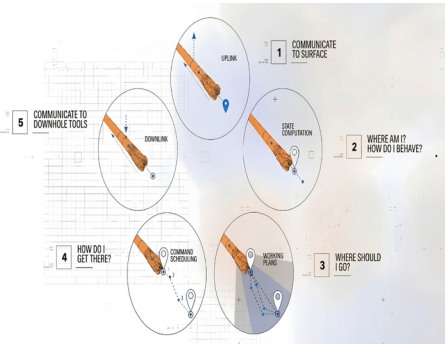 UPLINK
1
COMMUNICATE
TO SURFACE
5
COMMUNICATE TO
DOWNHOLE TOOLS
DOWNLINK
STATE
COMPUTATION
2
WHERE AM I?
HOW DO I BEHAVE?
4
HOW DO I
GET THERE?
COMMAND
SCHEDULING
WORKING
PLANS
3
WHERE SHOULD
I GO?